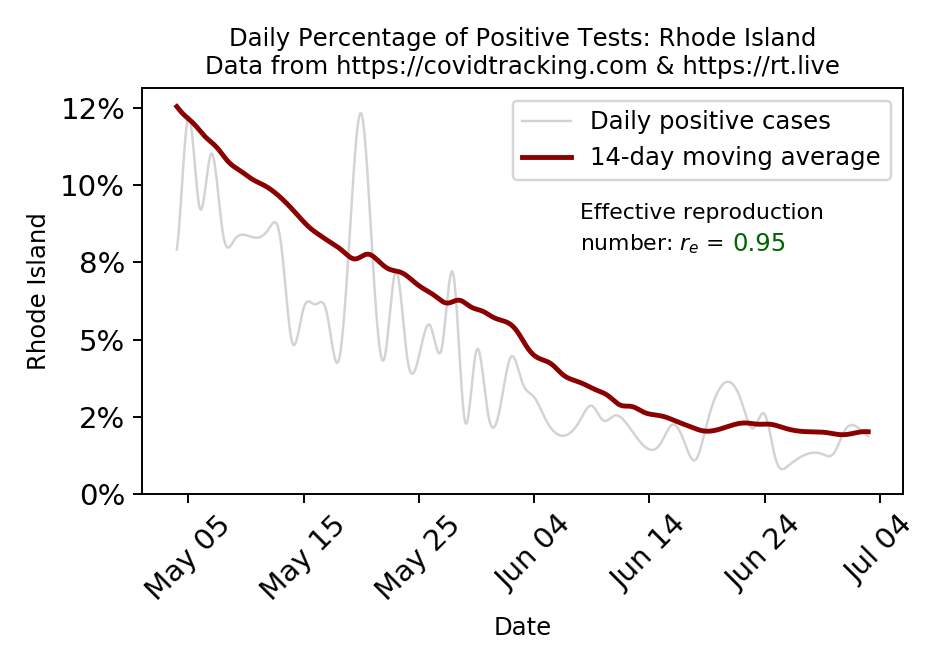 Daily Percentage of Positive Tests: Rhode Island
Data from https://covidtracking.com & https://rt.live
Daily positive cases
14-day moving average
Effective reproduction
number: rₑ = 0.95
Rhode Island
12%
10%
8%
5%
2%
0%
May 05
May 15
May 25
Jun 04
Jun 14
Jun 24
Jul 04
Date